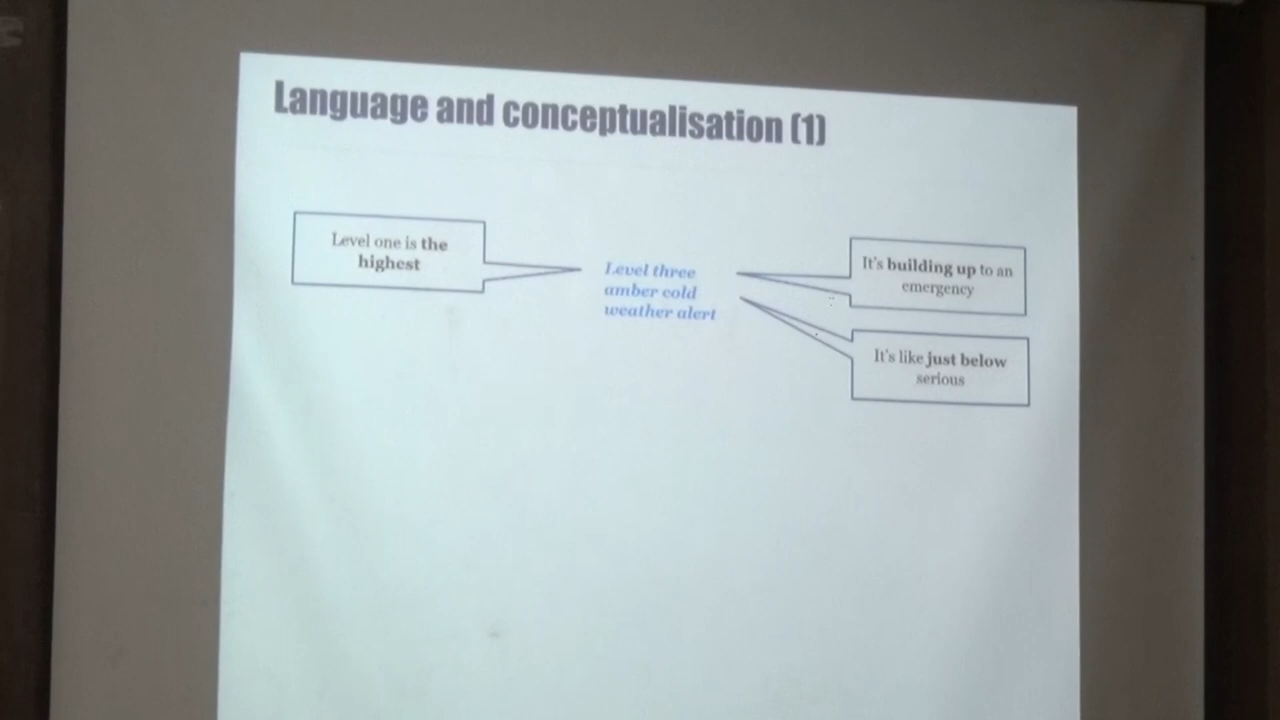 Language and conceptualisation (1)
Level one is the
highest
Level three
amber cold
weather alert
It's building up to an
emergency
It's like just below
serious